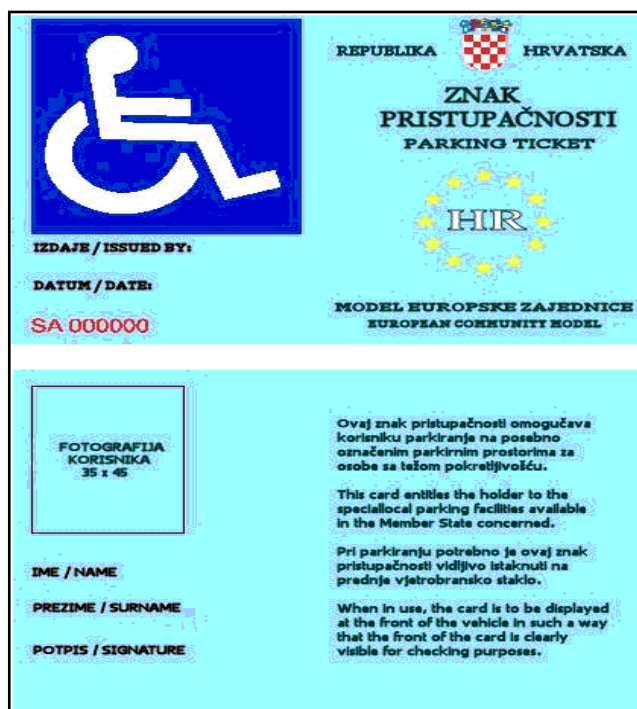 REPUBLIKA HRVATSKA
ZNAK
PRISTUPAČNOSTI
PARKING TICKET
HR
IZDAJE / ISSUED BY:
DATUM / DATE:
SA 000000
MODEL EUROPSKE ZAJEDNICE
EUROPEAN COMMUNITY MODEL
FOTOGRAFIJA
KORISNIKA
35 x 45
IME / NAME
PREZIME / SURNAME
POTPIS / SIGNATURE
Ovaj znak pristupačnosti omogučava
korisniku parkiranje na posebno
označenim parkirnim prostorima za
osobe sa težom pokretljivošću.
This card entitles the holder to the
speciallocal parking facilities available
in the Member State concerned.
Pri parkiranju potrebno je ovaj znak
pristupačnosti vidljivo istaknuti na
prednje vjetrobransko staklo.
When in use, the card is to be displayed
at the front of the vehicle in such a way
that the front of the card is clearly
visible for checking purposes.